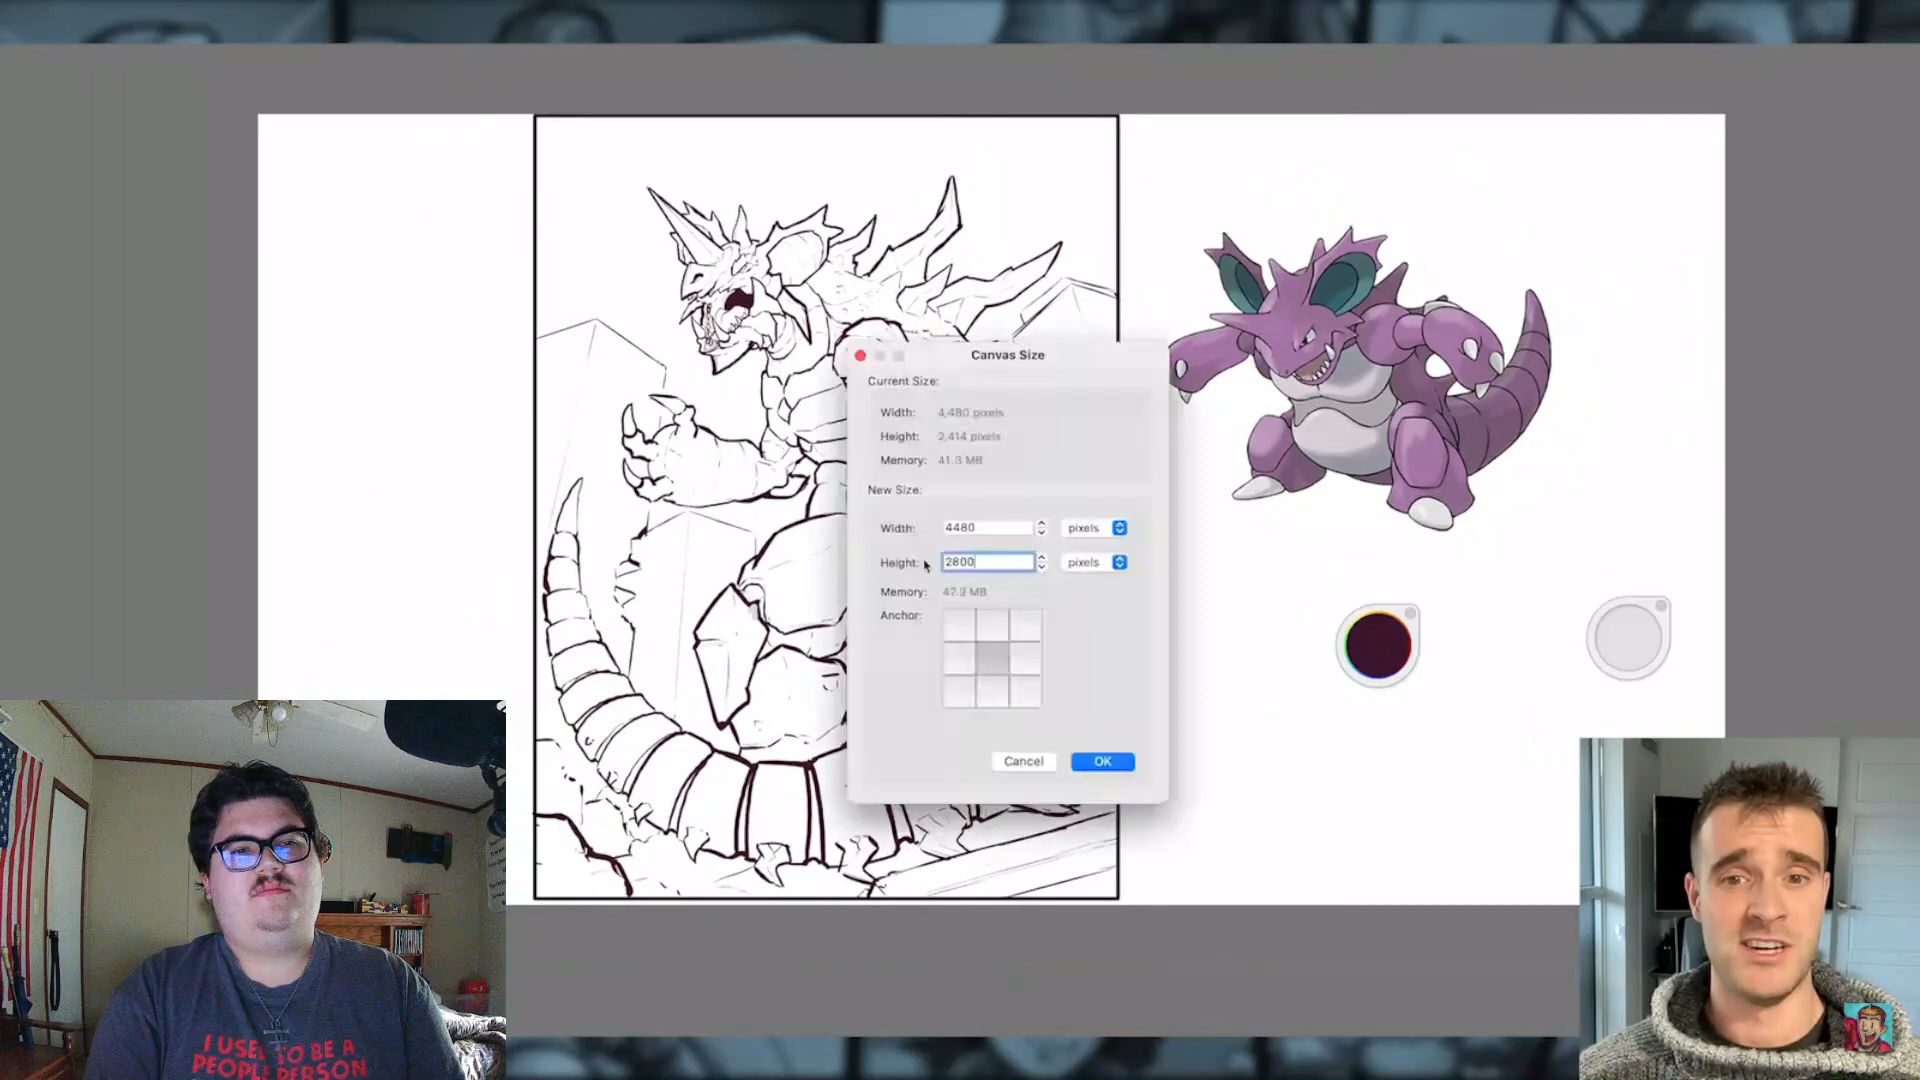 Canvas Size
Current Size:
Width: 4,480 pixels
Height: 2,414 pixels
Memory: 41.3 MB
New Size:
Width: 4480 pixels
Height: 2800 pixels
Memory: 47.9 MB
Anchor:
Cancel OK
I USED TO BE A
PEOPLE PERSON